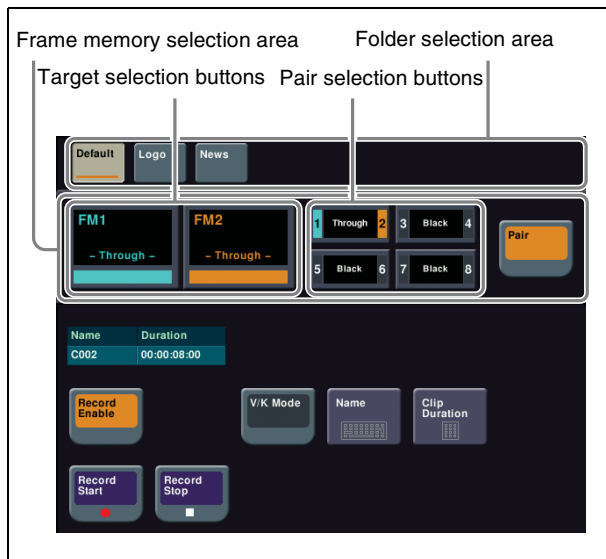 Frame memory selection area
Folder selection area
Target selection buttons
Pair selection buttons
Default
Logo
News
FM1
– Through –
FM2
– Through –
1 Through 2
3 Black 4
5 Black 6
7 Black 8
Pair
Name Duration
C002 00:00:08:00
Record
Enable
V/K Mode
Name
Clip
Duration
Record
Start
Record
Stop